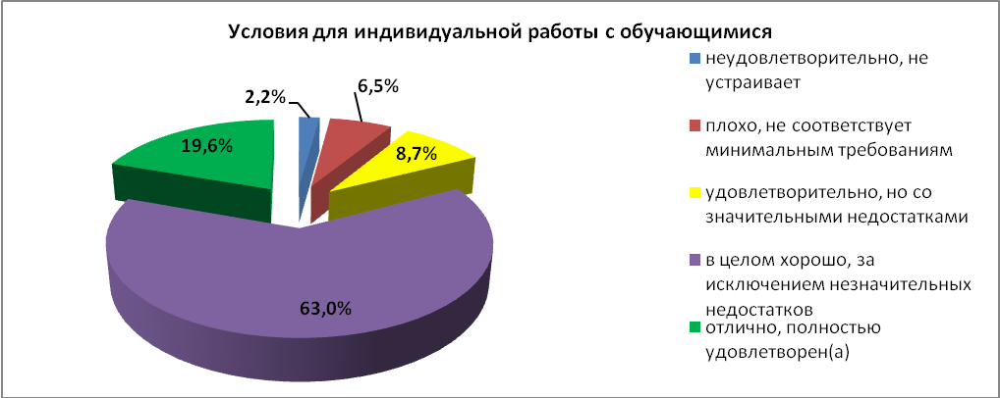 Условия для индивидуальной работы с обучающимися
2,2%
6,5%
19,6%
8,7%
63,0%
неудовлетворительно, не
устраивает
плохо, не соответствует
минимальным требованиям
удовлетворительно, но со
значительными недостатками
в целом хорошо, за
исключением незначительных
недостатков
отлично, полностью
удовлетворен(а)